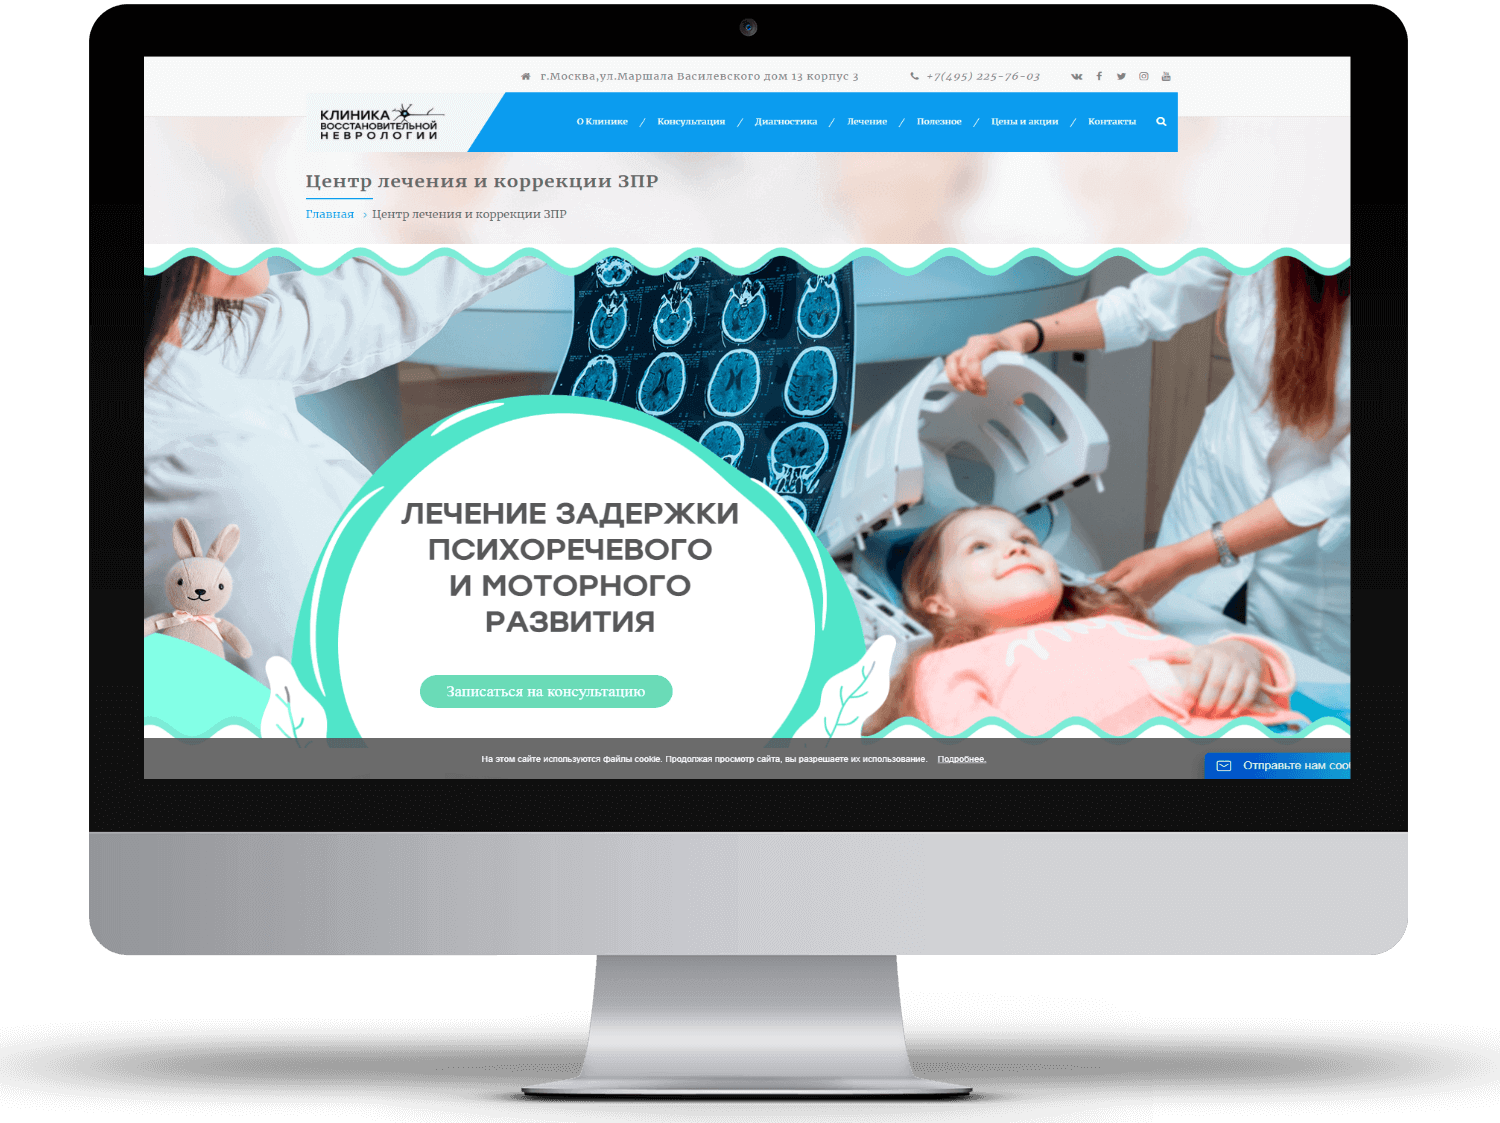 г.Москва,ул.Маршала Василевского дом 13 корпус 3
+7(495) 225-76-03
КЛИНИКА
ВОССТАНОВИТЕЛЬНОЙ
НЕВРОЛОГИИ
О Клинике / Консультация / Диагностика / Лечение / Полезное / Цены и акции / Контакты
Центр лечения и коррекции ЗПР
Главная › Центр лечения и коррекции ЗПР
ЛЕЧЕНИЕ ЗАДЕРЖКИ
ПСИХОРЕЧЕВОГО
И МОТОРНОГО
РАЗВИТИЯ
Записаться на консультацию
На этом сайте используются файлы cookie. Продолжая просмотр сайта, вы разрешаете их использование. Подробнее.
Отправьте нам соо